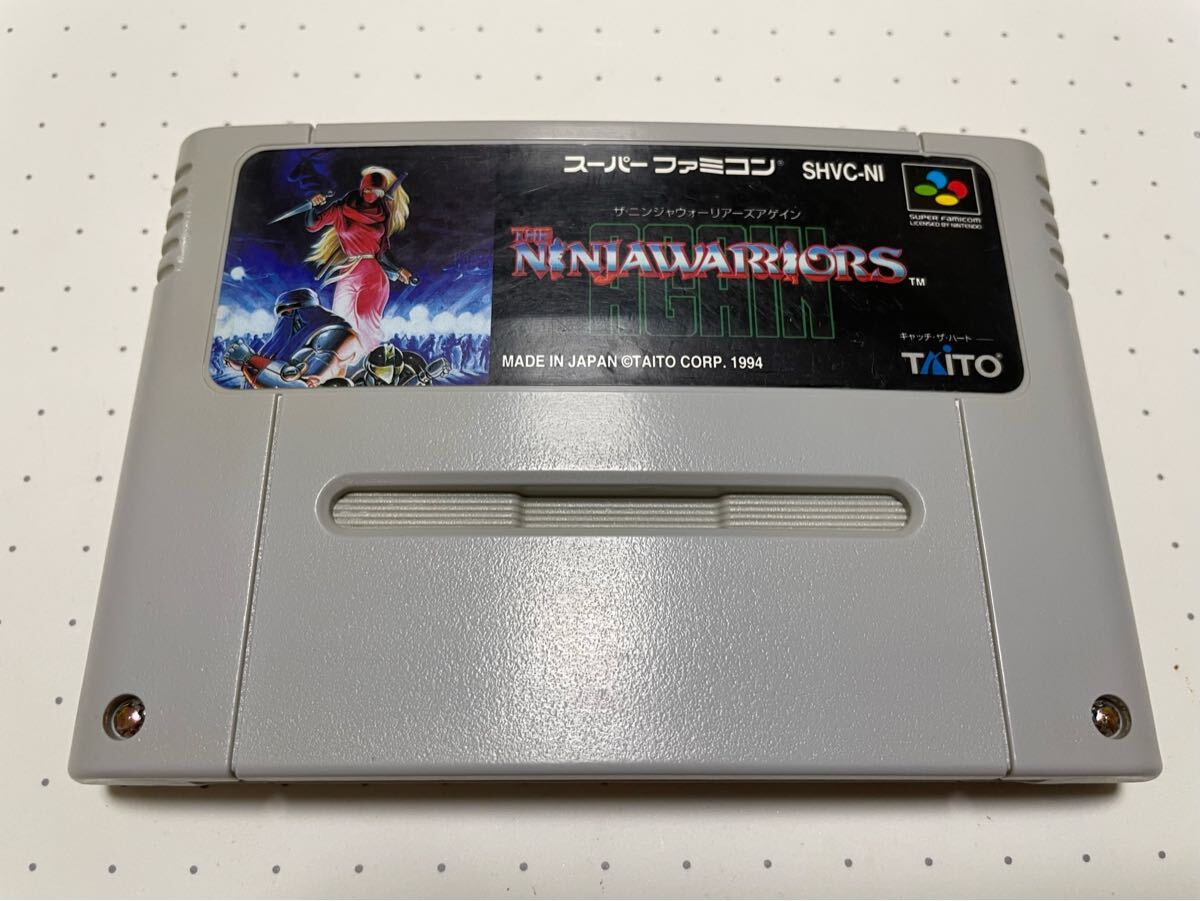 スーパーファミコン® SHVC-NI
SUPER FAMICOM
LICENSED BY NINTENDO
ザ・ニンジャウォーリアーズアゲイン
THE
NINJAWARRIORS™
AGAIN
キャッチ・ザ・ハート
TAITO®
MADE IN JAPAN ©TAITO CORP. 1994